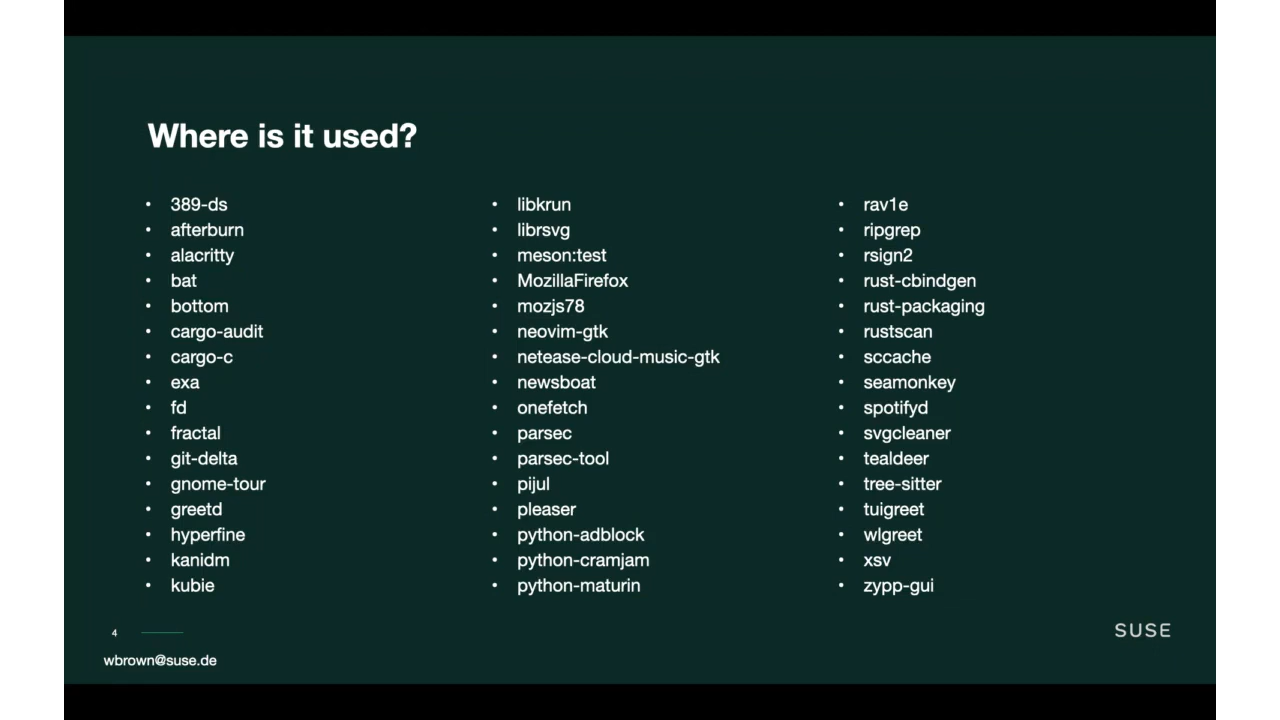 Where is it used?
• 389-ds
• afterburn
• alacritty
• bat
• bottom
• cargo-audit
• cargo-c
• exa
• fd
• fractal
• git-delta
• gnome-tour
• greetd
• hyperfine
• kanidm
• kubie
• libkrun
• librsvg
• meson:test
• MozillaFirefox
• mozjs78
• neovim-gtk
• netease-cloud-music-gtk
• newsboat
• onefetch
• parsec
• parsec-tool
• pijul
• pleaser
• python-adblock
• python-cramjam
• python-maturin
• rav1e
• ripgrep
• rsign2
• rust-cbindgen
• rust-packaging
• rustscan
• sccache
• seamonkey
• spotifyd
• svgcleaner
• tealdeer
• tree-sitter
• tuigreet
• wlgreet
• xsv
• zypp-gui
4
wbrown@suse.de
SUSE